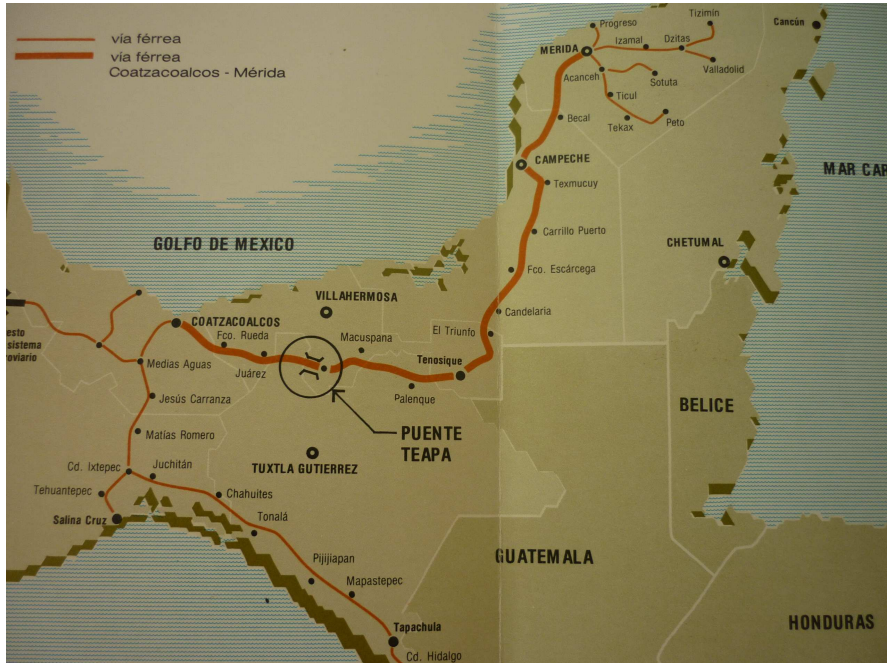 vía férrea
vía férrea
Coatzacoalcos - Mérida
Progreso
Tizimín
Cancún
MERIDA
Izamal
Dzitas
Acanceh
Sotuta
Valladolid
Ticul
Becal
Tekax
Peto
CAMPECHE
Texmucuy
MAR CAR
GOLFO DE MEXICO
Carrillo Puerto
CHETUMAL
Fco. Escárcega
VILLAHERMOSA
Candelaria
COATZACOALCOS
Fco. Rueda
Macuspana
El Triunfo
esto
sistema
roviario
Medias Aguas
Juárez
Tenosique
Palenque
Jesús Carranza
BELICE
PUENTE
TEAPA
Matías Romero
Cd. Ixtepec
Juchitán
TUXTLA GUTIERREZ
Tehuantepec
Chahuites
Salina Cruz
Tonalá
Pijijiapan
GUATEMALA
Mapastepec
Tapachula
HONDURAS
Cd. Hidalgo